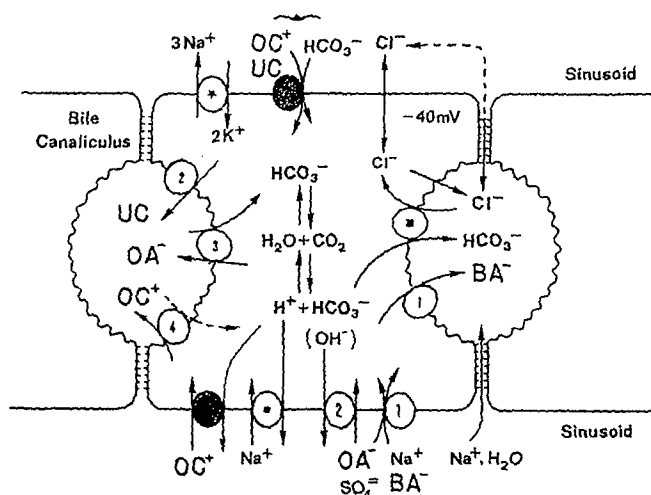 3Na⁺
OC⁺
UC
HCO₃⁻
Cl⁻
Sinusoid
*
Bile
Canaliculus
2K⁺
−40mV
2
HCO₃⁻
Cl⁻
Cl⁻
UC
HCO₃⁻
OA⁻
3
H₂O + CO₂
BA⁻
OC⁺
4
H⁺ + HCO₃⁻
(OH⁻)
1
2
1
Sinusoid
OC⁺
Na⁺
OA⁻
Na⁺
Na⁺, H₂O
SO₄⁼
BA⁻